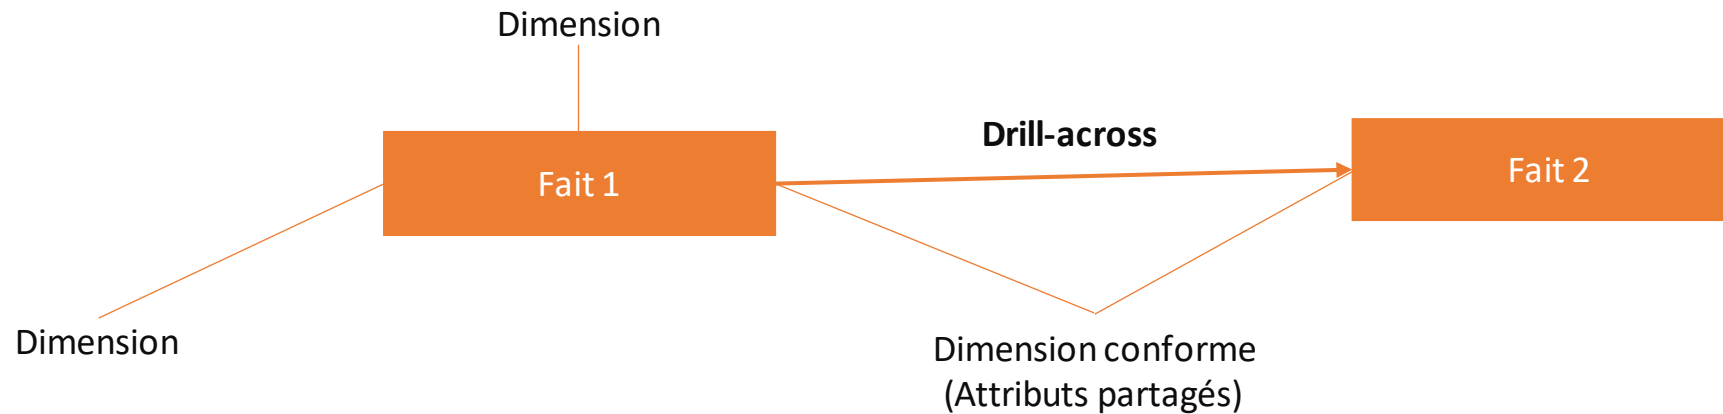 Dimension
Drill-across
Fait 1
Fait 2
Dimension
Dimension conforme
(Attributs partagés)